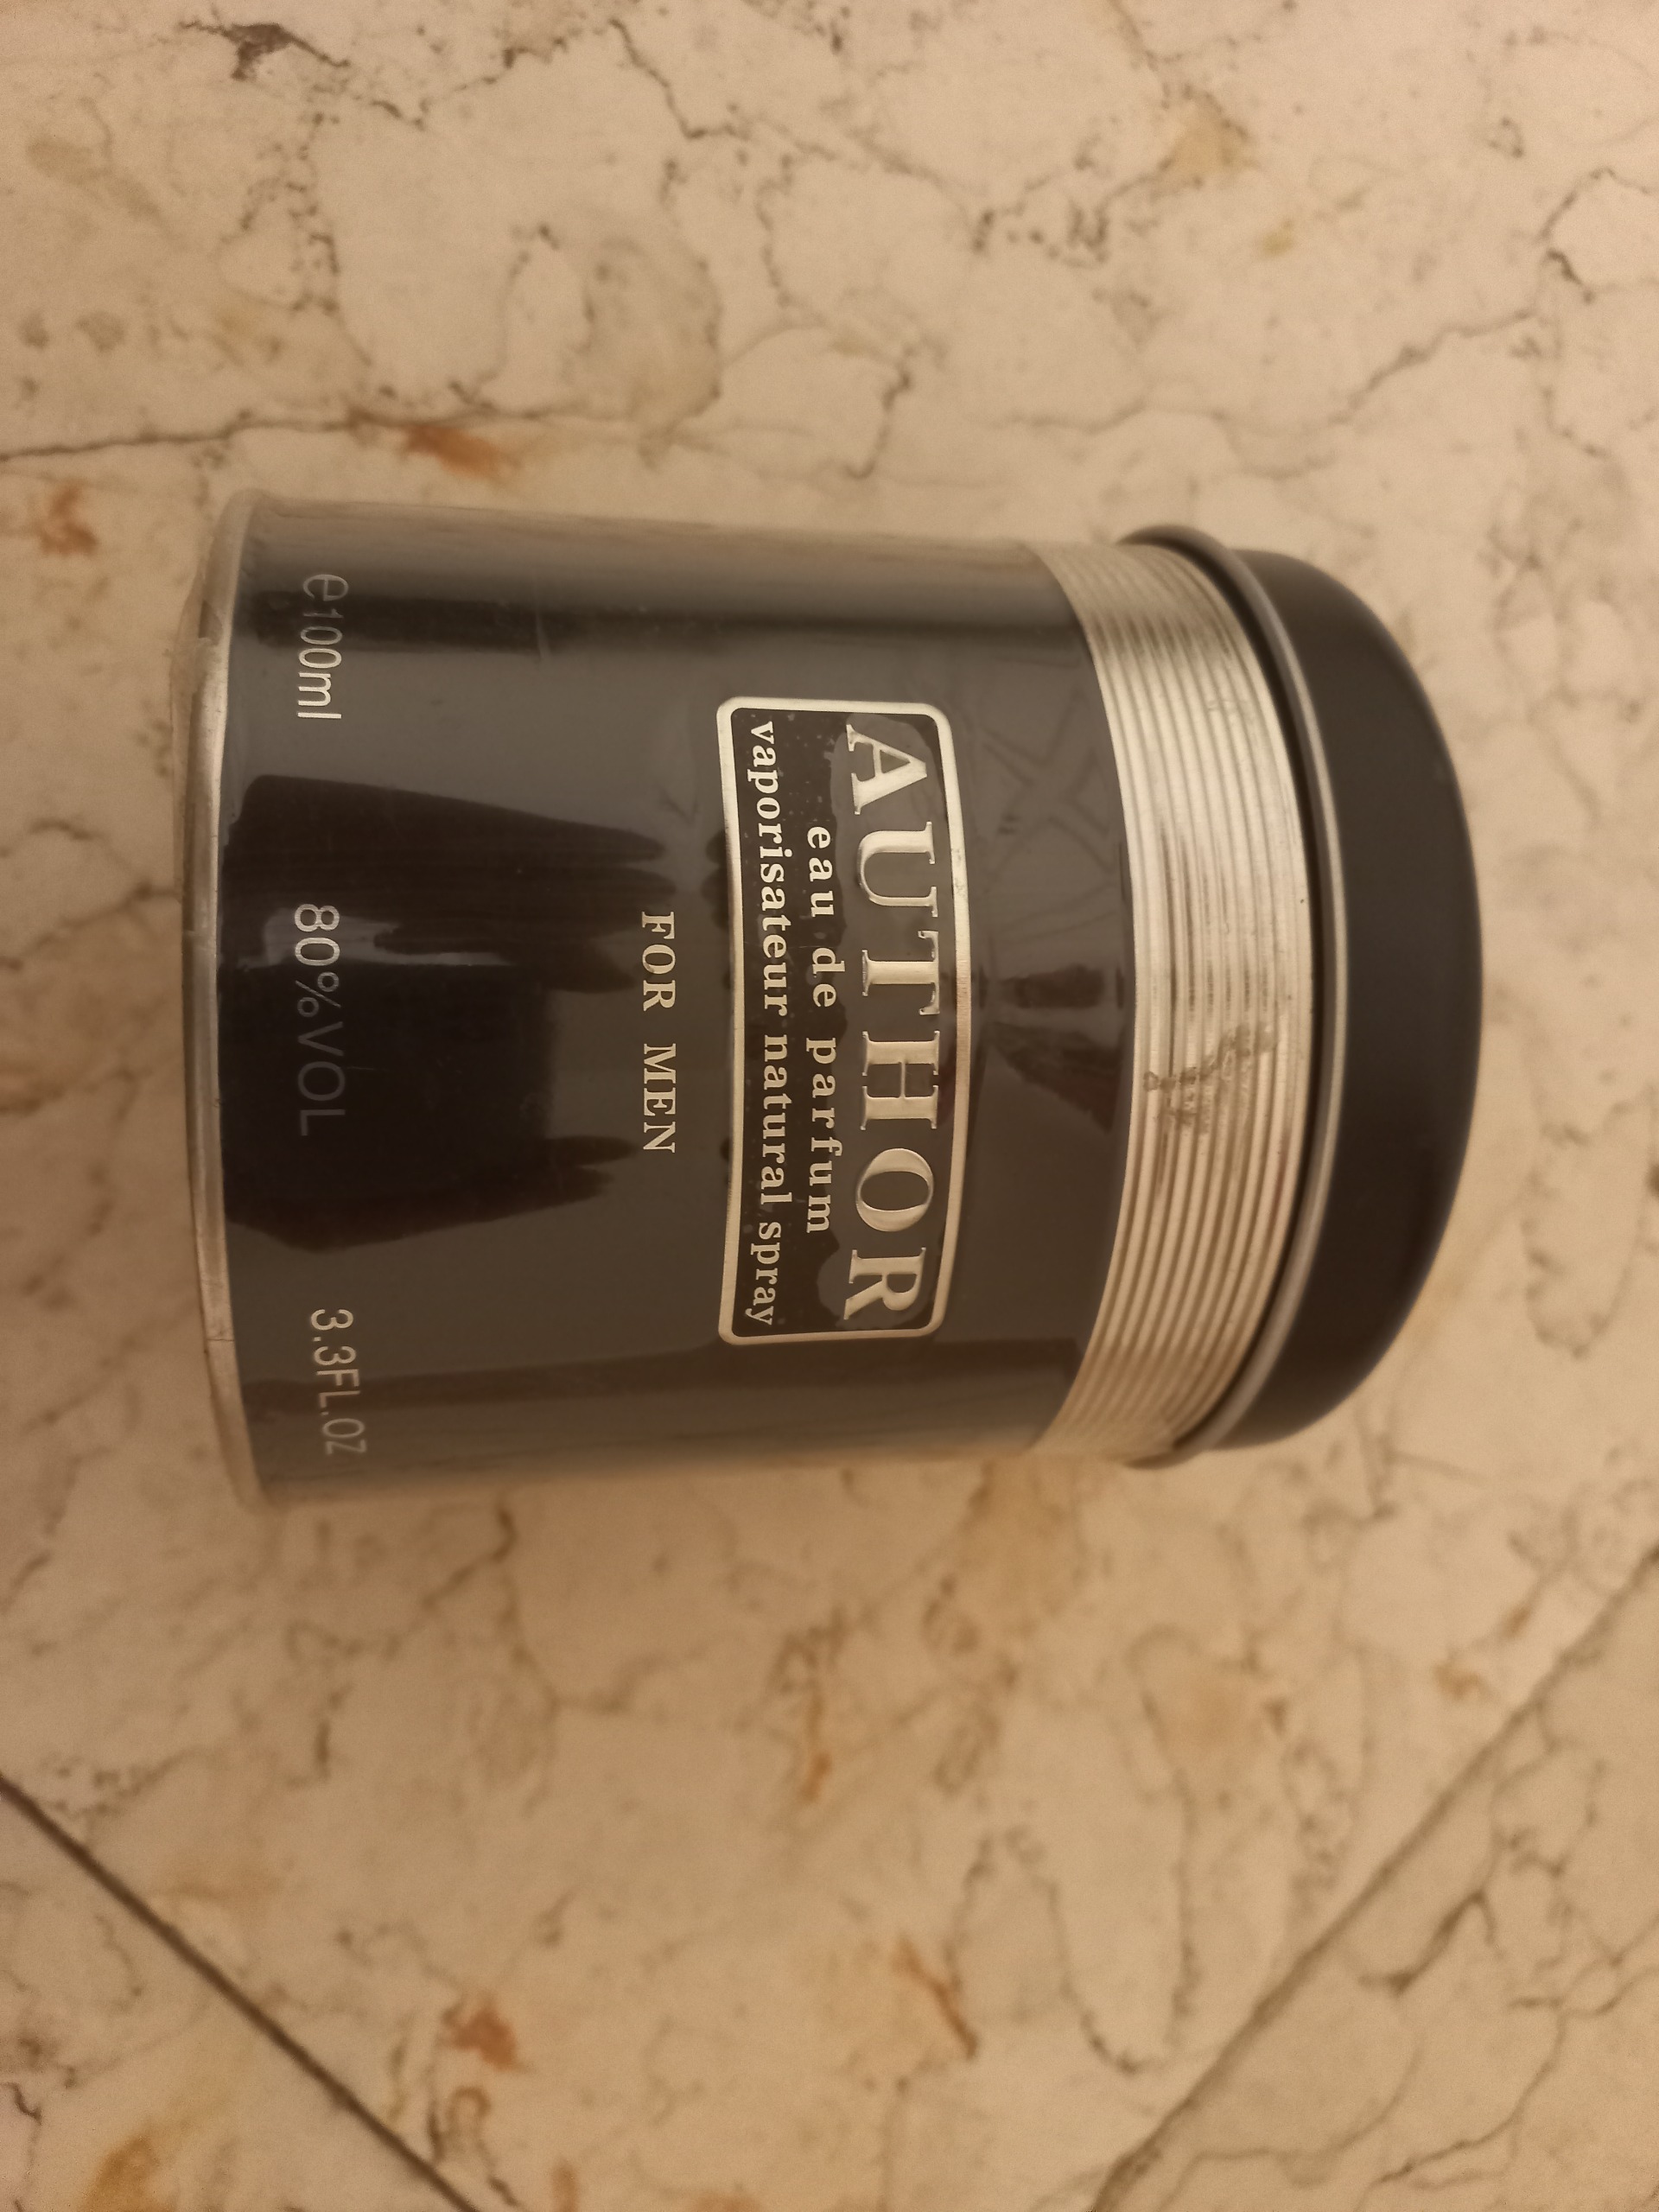 AUTHOR
eau de parfum
vaporisateur natural spray
FOR MEN
e100ml 80%VOL 3.3FL.OZ